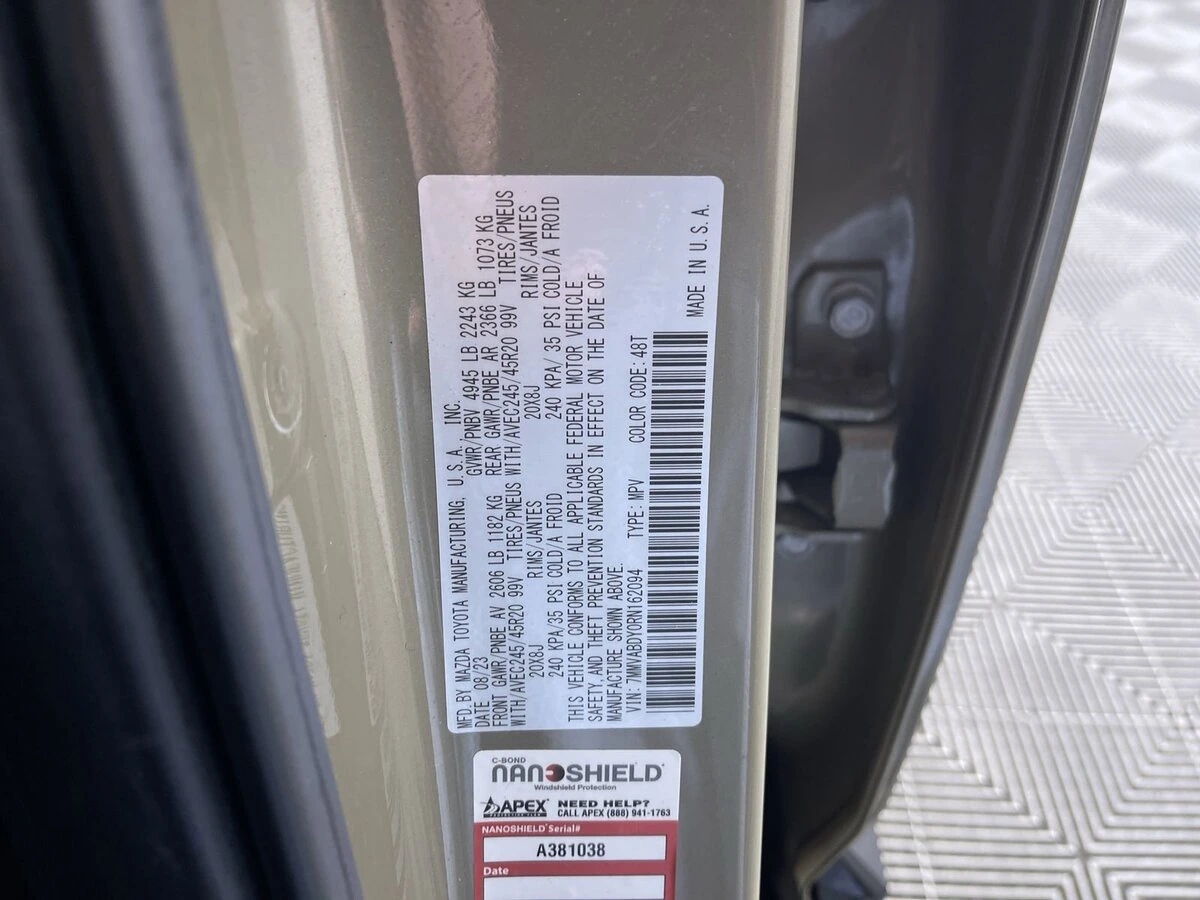 MFD.BY MAZDA TOYOTA MANUFACTURING, U.S.A., INC.
DATE 08/23 GVWR/PNBV 4945 LB 2243 KG
FRONT GAWR/PNBE AV 2606 LB 1182 KG REAR GAWR/PNBE AR 2366 LB 1073 KG
WITH/AVEC245/45R20 99V TIRES/PNEUS WITH/AVEC245/45R20 99V TIRES/PNEUS
20X8J RIMS/JANTES 20X8J RIMS/JANTES
240 KPA/35 PSI COLD/A FROID 240 KPA/35 PSI COLD/A FROID
THIS VEHICLE CONFORMS TO ALL APPLICABLE FEDERAL MOTOR VEHICLE
SAFETY, AND THEFT PREVENTION STANDARDS IN EFFECT ON THE DATE OF
MANUFACTURE SHOWN ABOVE.
VIN: 7MMVABDY0RN162094 TYPE: MPV COLOR CODE: 48T
MADE IN U.S.A.
C-BOND
NANOSHIELD
Windshield Protection
APEX NEED HELP?
CALL APEX (888) 941-1763
NANOSHIELD Serial#
A381038
Date